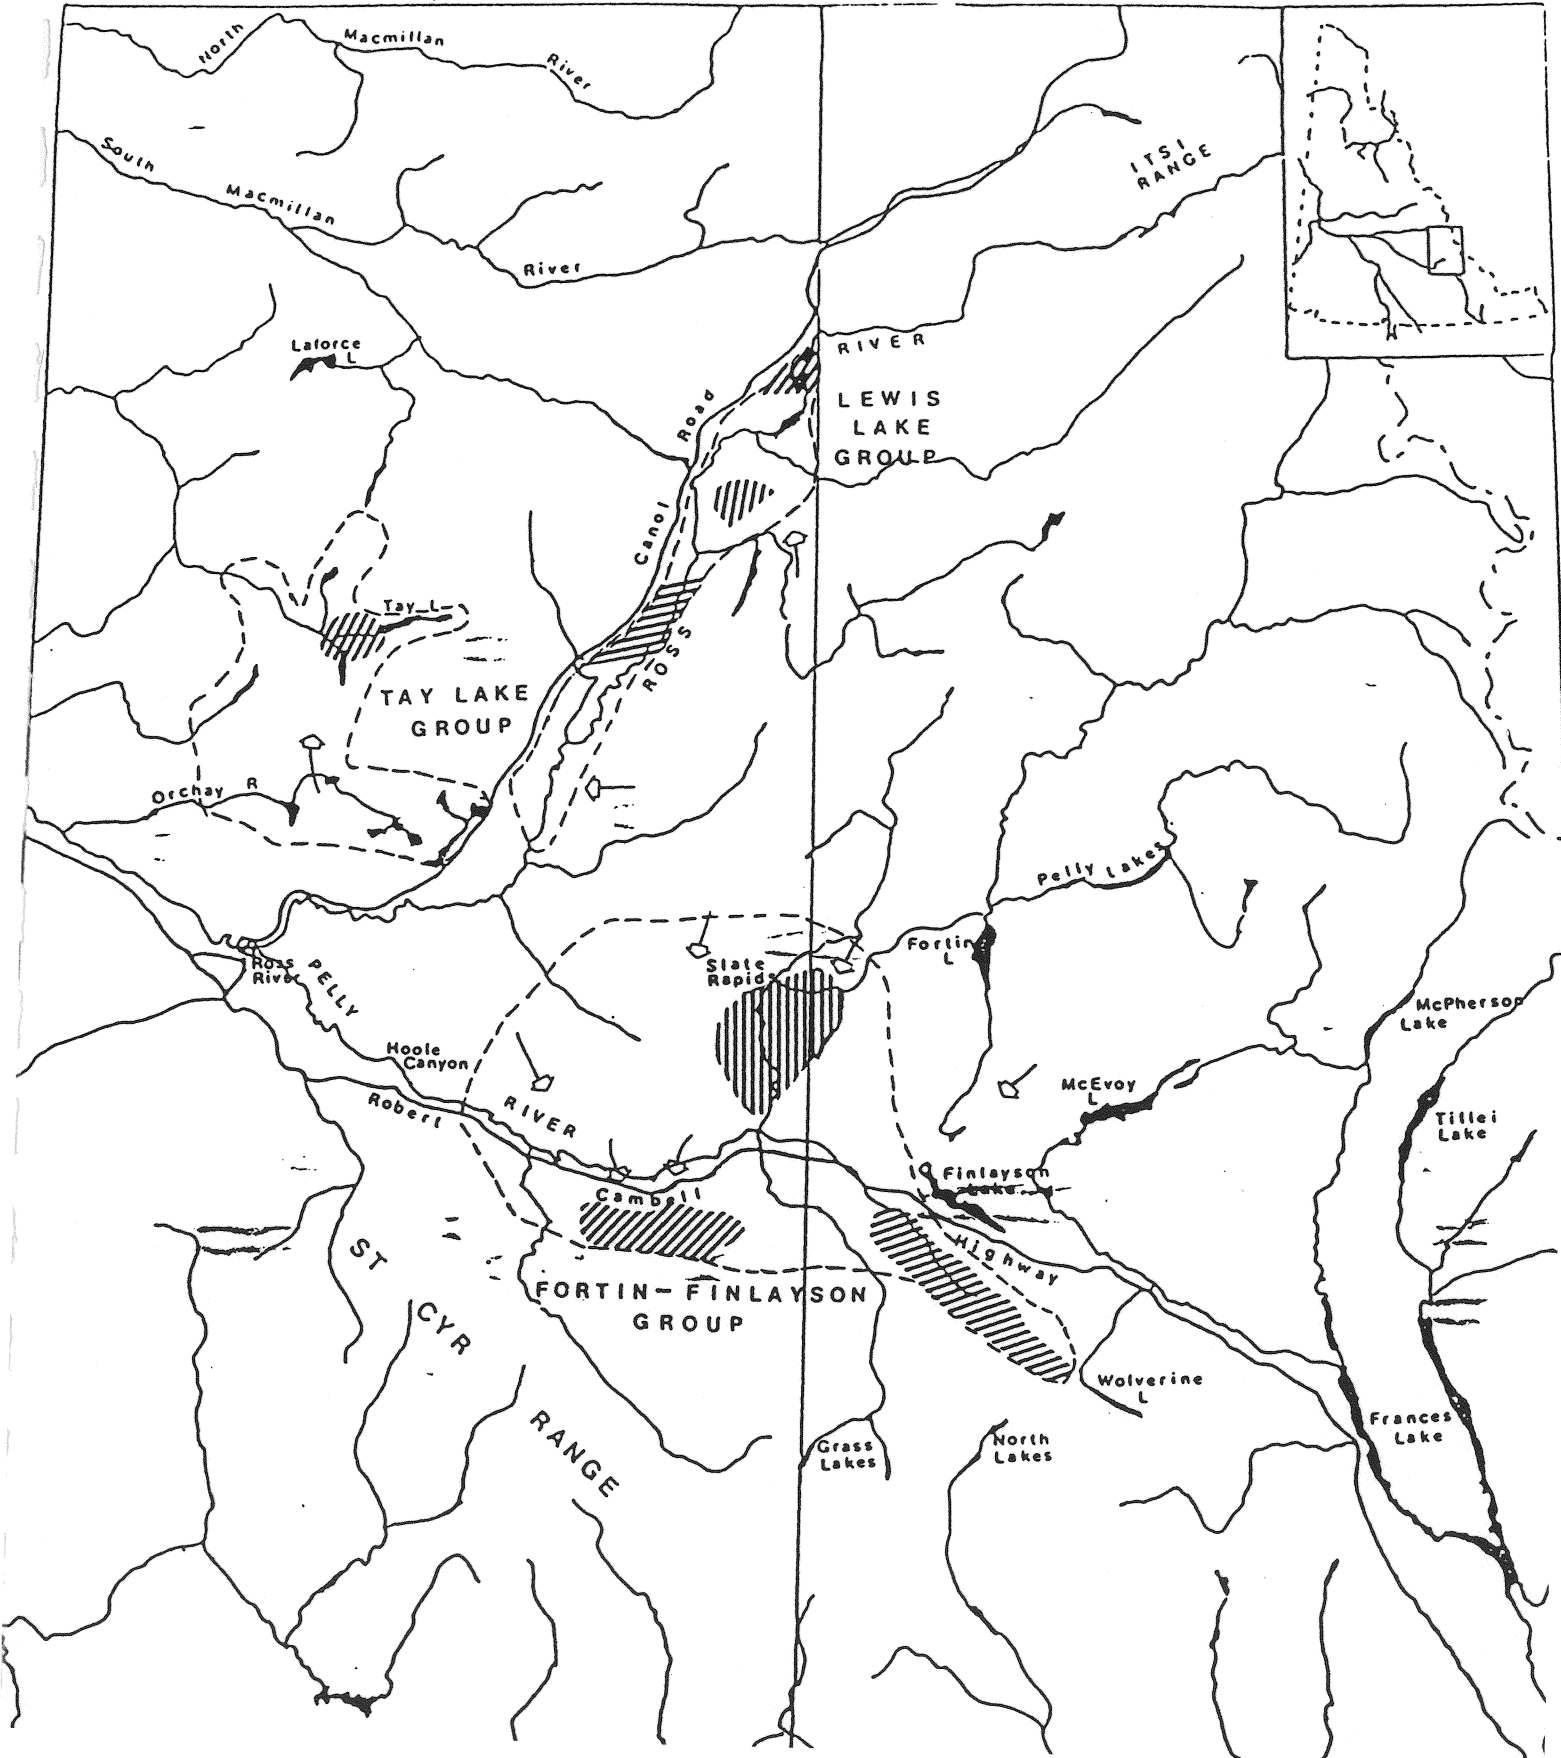 North Macmillan River
South Macmillan River
ITSI
RANGE
RIVER
Laforce
L
LEWIS
LAKE
GROUP
Canol Road
Tay L
ROSS
TAY LAKE
GROUP
Orchay R
Pelly Lakes
Fortin
L
Slate
Rapids
Ross
River
PELLY
McPherson
Lake
Hoole
Canyon
McEvoy
L
RIVER
Robert
Tillei
Lake
Finlayson
Lake
Cambell
Highway
ST
CYR
RANGE
FORTIN-FINLAYSON
GROUP
Wolverine
L
Frances
Lake
Grass
Lakes
North
Lakes